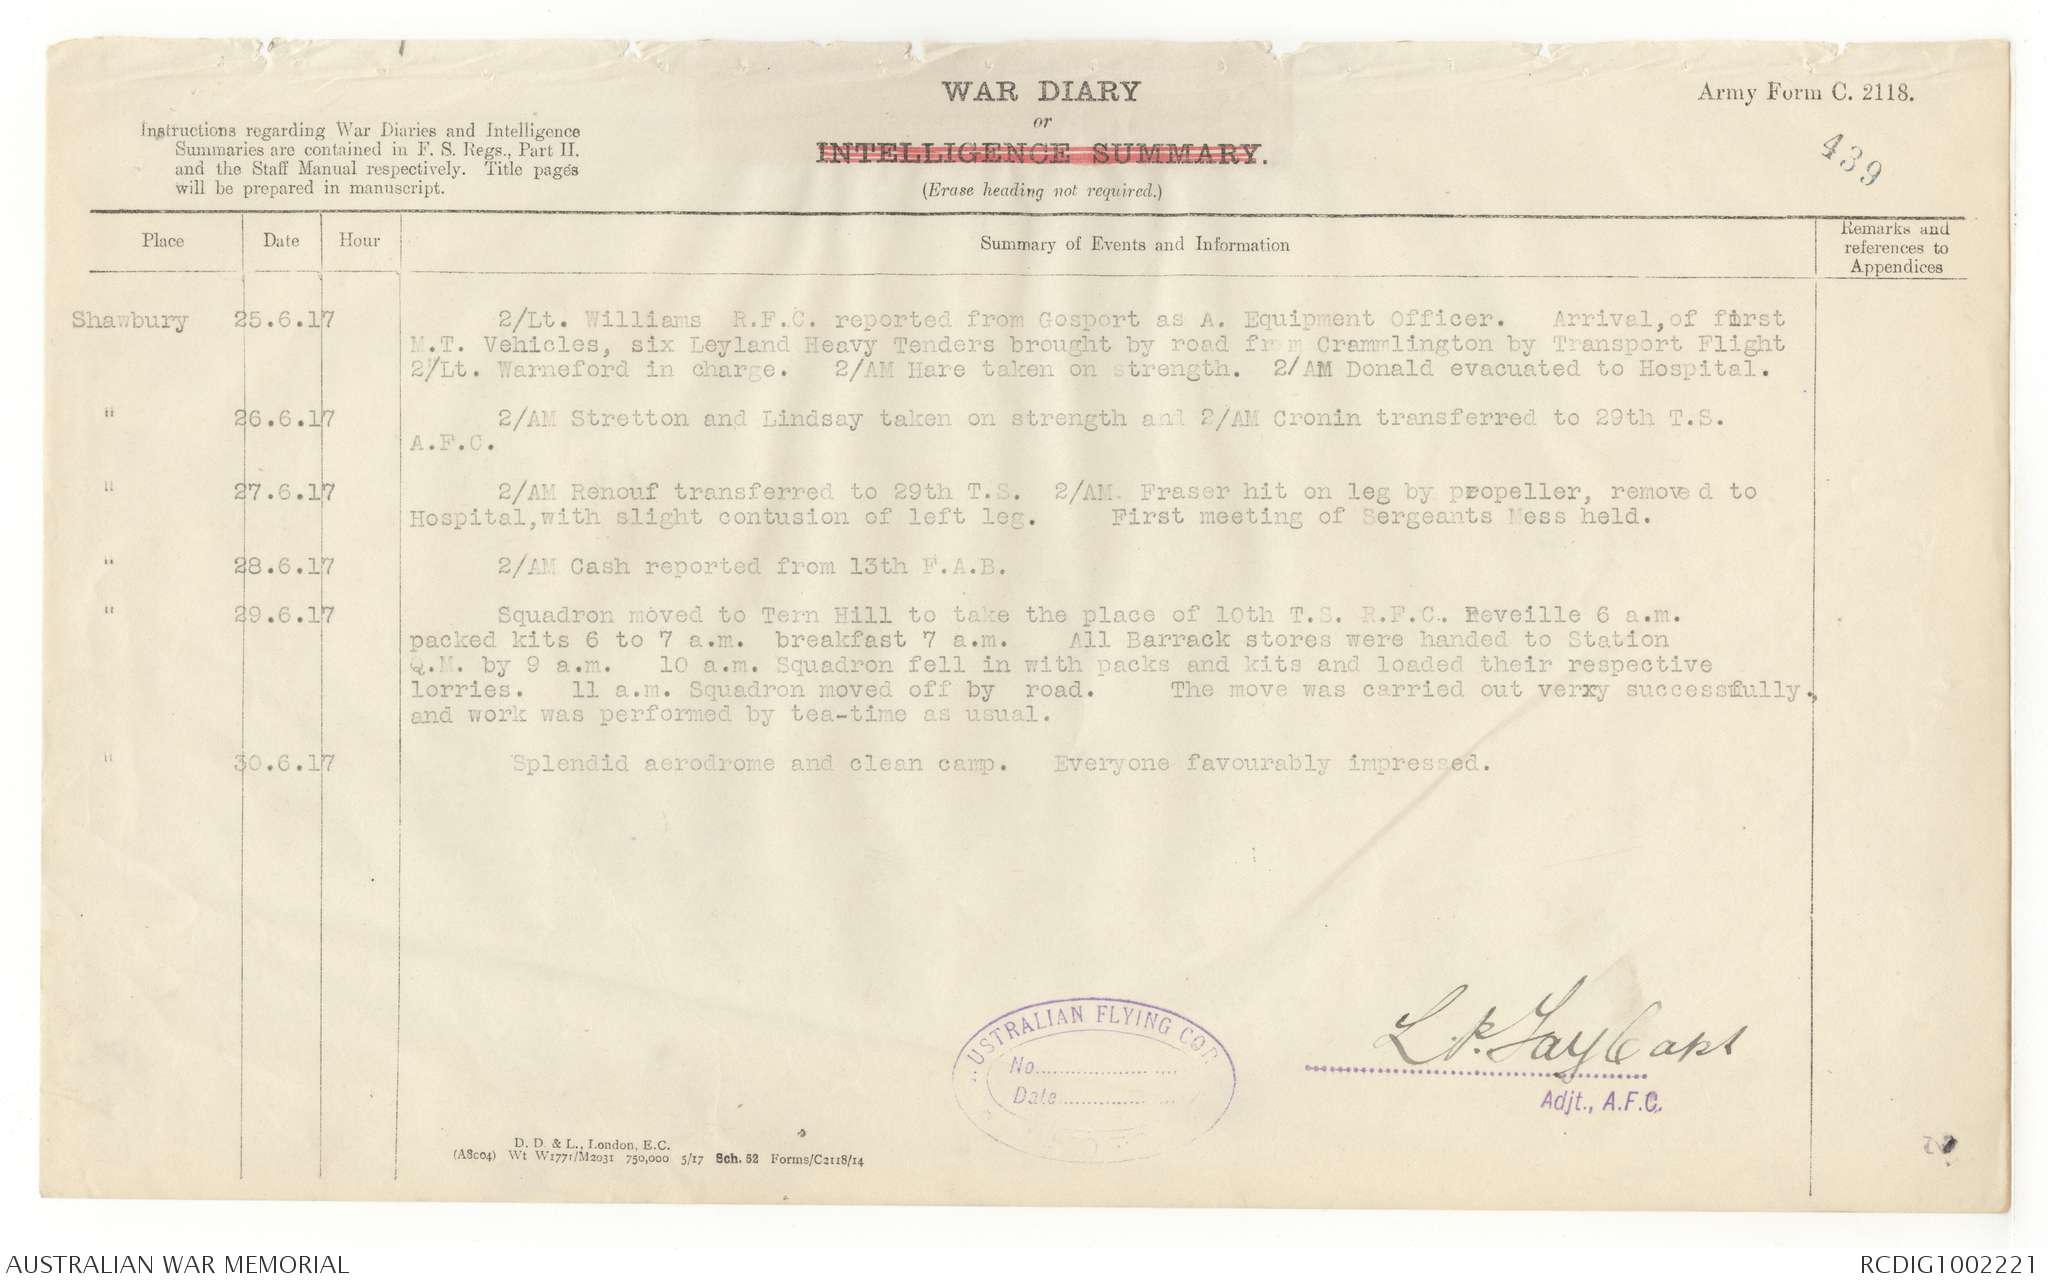 WAR DIARY
or
INTELLIGENCE SUMMARY.
(Erase heading not required.)
Army Form C. 2118.
439
Instructions regarding War Diaries and Intelligence
Summaries are contained in F. S. Regs., Part II.
and the Staff Manual respectively. Title pages
will be prepared in manuscript.
Place Date Hour Summary of Events and Information Remarks and
references to
Appendices
Shawbury 25.6.17 2/Lt. Williams R.F.C. reported from Gosport as A. Equipment Officer. Arrival,of first
M.T. Vehicles, six Leyland Heavy Tenders brought by road from Crammlington by Transport Flight
2/Lt. Warneford in charge. 2/AM Hare taken on strength. 2/AM Donald evacuated to Hospital.
" 26.6.17 2/AM Stretton and Lindsay taken on strength and 2/AM Cronin transferred to 29th T.S.
A.F.C.
" 27.6.17 2/AM Renouf transferred to 29th T.S. 2/AM. Fraser hit on leg by propeller, remove d to
Hospital,with slight contusion of left leg. First meeting of Sergeants Mess held.
" 28.6.17 2/AM Cash reported from 13th F.A.B.
" 29.6.17 Squadron moved to Tern Hill to take the place of 10th T.S. R.F.C. Reveille 6 a.m.
packed kits 6 to 7 a.m. breakfast 7 a.m. All Barrack stores were handed to Station
Q.M. by 9 a.m. 10 a.m. Squadron fell in with packs and kits and loaded their respective
lorries. 11 a.m. Squadron moved off by road. The move was carried out verxy successfully.,
and work was performed by tea-time as usual.
" 30.6.17 Splendid aerodrome and clean camp. Everyone favourably impressed.
USTRALIAN FLYING COR
No.
Date
Capt
Adjt., A.F.C.
D. D. & L., London, E.C.
(A8004) Wt W1771/M2031 750,000 5/17 Sch. 52 Forms/C2118/14
AUSTRALIAN WAR MEMORIAL
RCDIG1002221